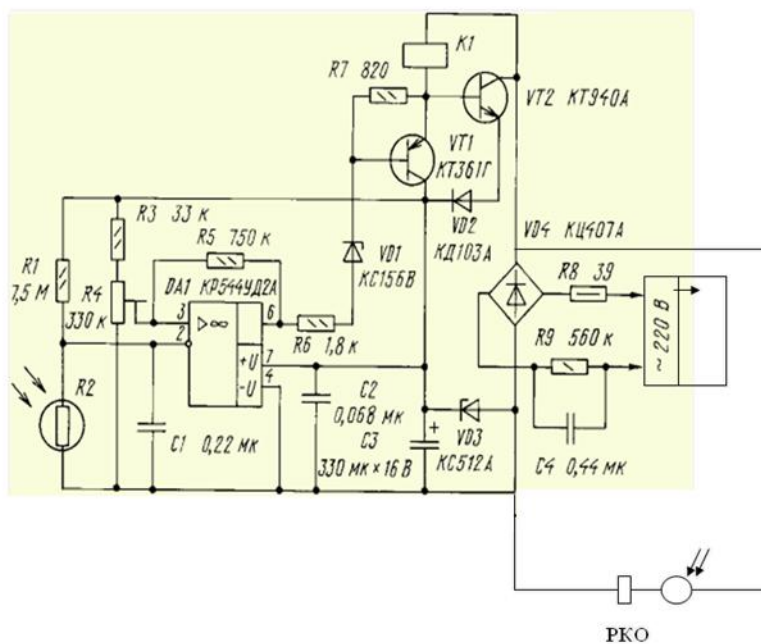 K1
R7 820
VT2 КТ940А
VT1
КТ361Г
R3 33 к
VD2
КД103А
VD4 КЦ407А
R5 750 к
R1
7,5 М
R4
330 к
DA1 КР544УД2А
VD1
КС156В
R8 39
3
▷∞
6
2
R6 1,8 к
R9 560 к
~220 В
+U
7
-U
4
R2
C2
0,068 мк
C1 0,22 мк
C3
330 мк×16 В
+
VD3
КС512А
C4 0,44 мк
РКО